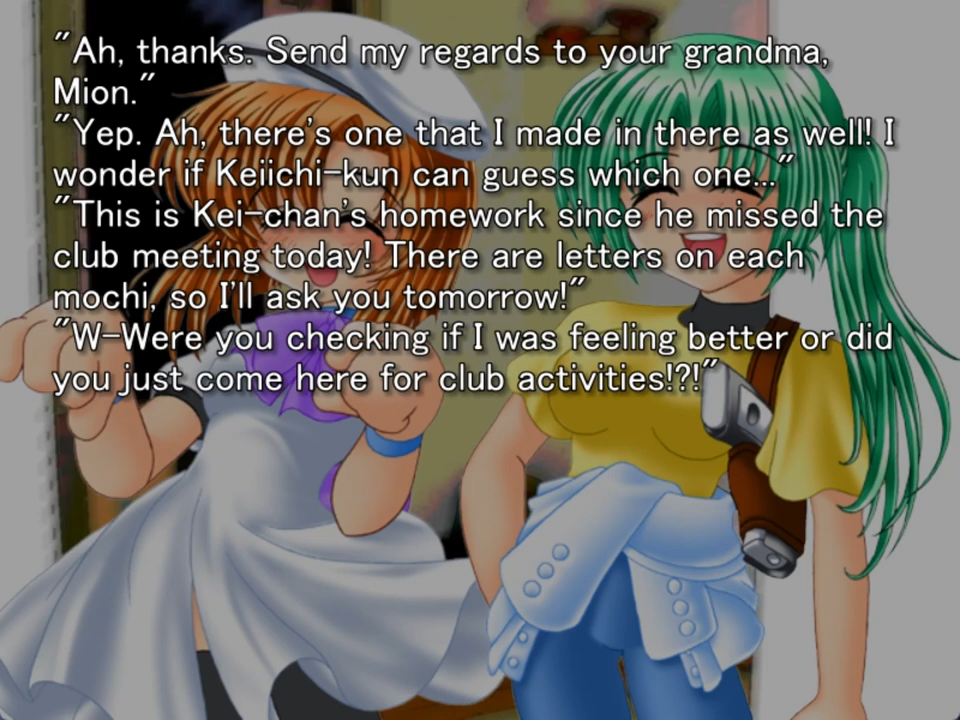 "Ah, thanks. Send my regards to your grandma,
Mion."
"Yep. Ah, there's one that I made in there as well! I
wonder if Keiichi-kun can guess which one..."
"This is Kei-chan's homework since he missed the
club meeting today! There are letters on each
mochi, so I'll ask you tomorrow!"
"W-Were you checking if I was feeling better or did
you just come here for club activities!?!"